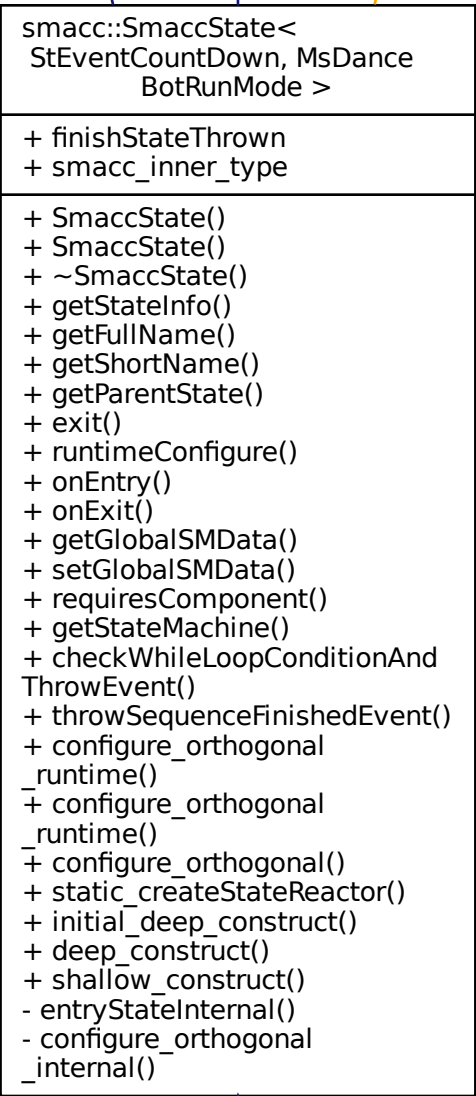 smacc::SmaccState<
StEventCountDown, MsDance
BotRunMode >
+ finishStateThrown
+ smacc_inner_type
+ SmaccState()
+ SmaccState()
+ ~SmaccState()
+ getStateInfo()
+ getFullName()
+ getShortName()
+ getParentState()
+ exit()
+ runtimeConfigure()
+ onEntry()
+ onExit()
+ getGlobalSMData()
+ setGlobalSMData()
+ requiresComponent()
+ getStateMachine()
+ checkWhileLoopConditionAnd
ThrowEvent()
+ throwSequenceFinishedEvent()
+ configure_orthogonal
_runtime()
+ configure_orthogonal
_runtime()
+ configure_orthogonal()
+ static_createStateReactor()
+ initial_deep_construct()
+ deep_construct()
+ shallow_construct()
- entryStateInternal()
- configure_orthogonal
_internal()